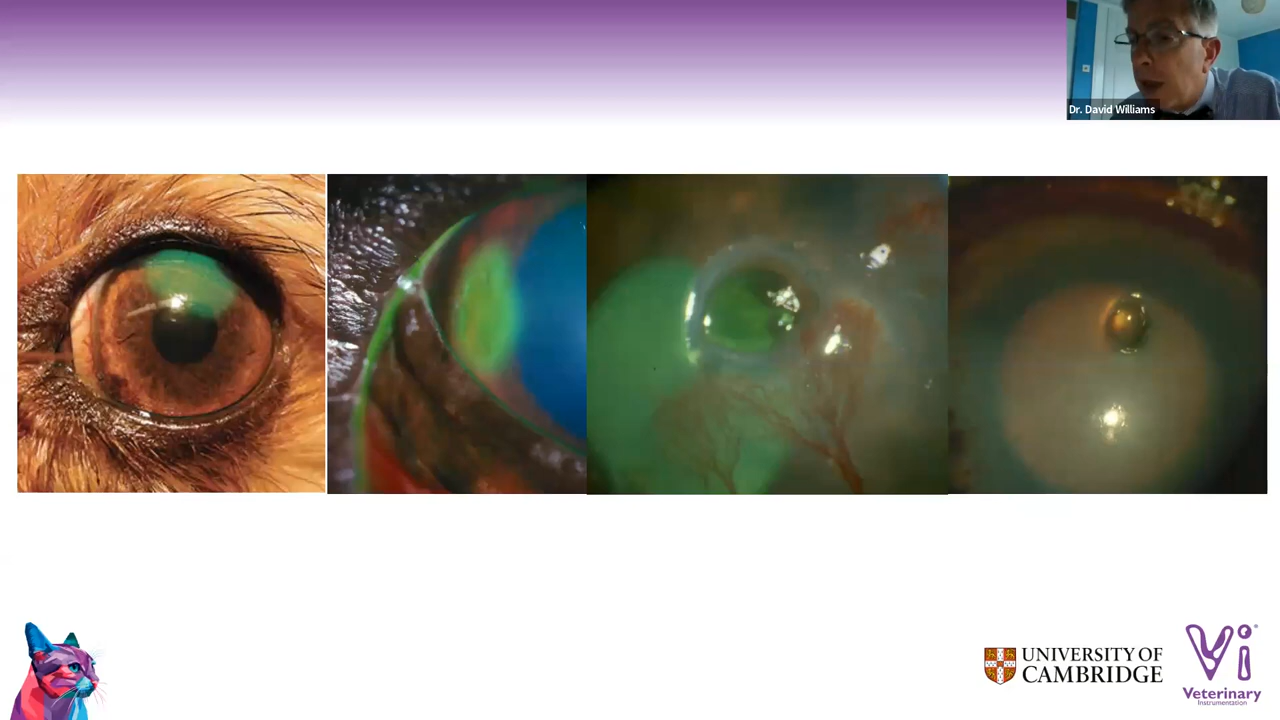 Dr. David Williams
UNIVERSITY OF
CAMBRIDGE
Vi
Veterinary
Instrumentation